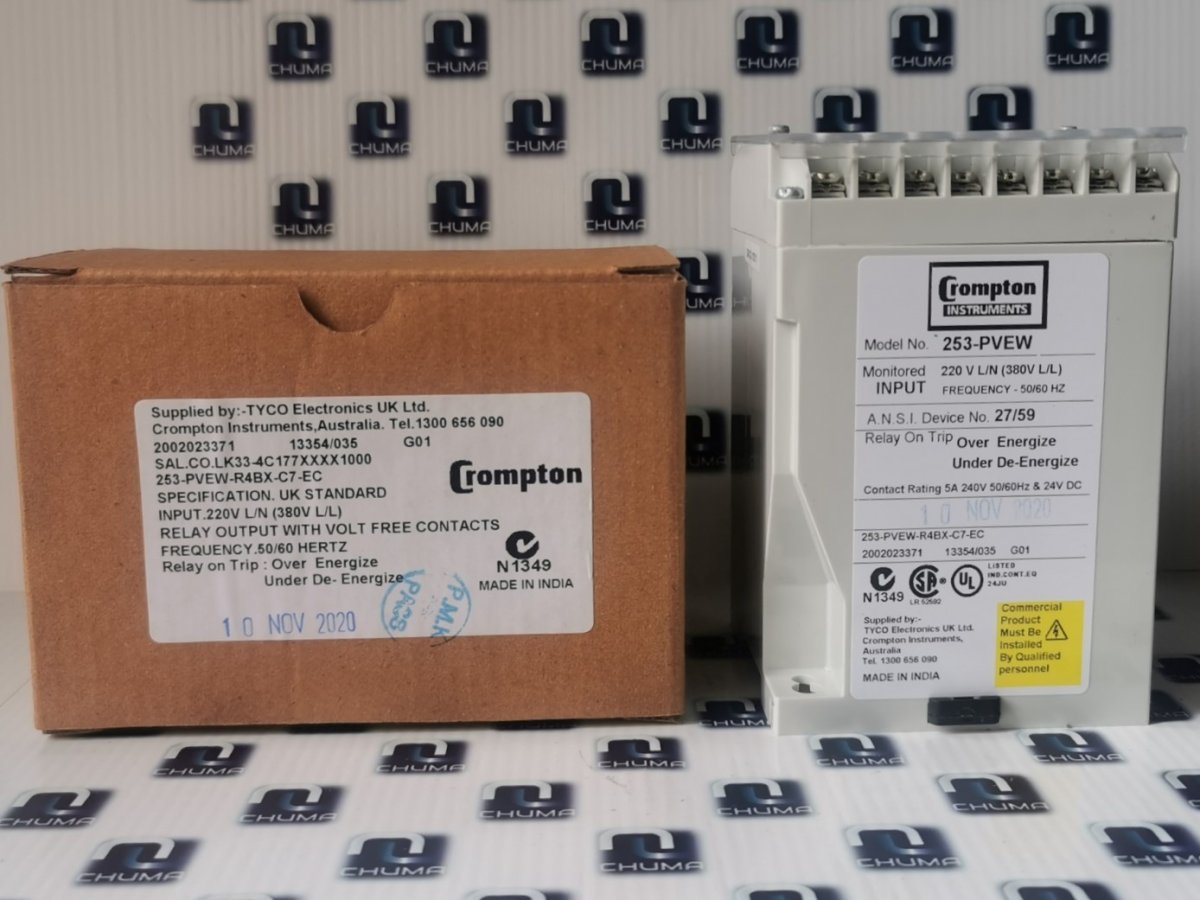 CHUMA
Supplied by:-TYCO Electronics UK Ltd.
Crompton Instruments,Australia. Tel.1300 656 090
2002023371 13354/035 G01
SAL.CO.LK33-4C177XXXX1000
253-PVEW-R4BX-C7-EC
Crompton
SPECIFICATION. UK STANDARD
INPUT.220V L/N (380V L/L)
RELAY OUTPUT WITH VOLT FREE CONTACTS
FREQUENCY.50/60 HERTZ
Relay on Trip : Over Energize
Under De- Energize
N1349
MADE IN INDIA
10 NOV 2020
P.M.K
Crompton
INSTRUMENTS
Model No. 253-PVEW
Monitored 220 V L/N (380V L/L)
INPUT FREQUENCY - 50/60 HZ
A.N.S.I. Device No. 27/59
Relay On Trip Over Energize
Under De-Energize
Contact Rating 5A 240V 50/60Hz & 24V DC
10 NOV 2020
253-PVEW-R4BX-C7-EC
2002023371 13354/035 G01
N1349
SA
LR 52592
UL
LISTED
IND.CONT.EQ
24JU
Supplied by:-
TYCO Electronics UK Ltd.
Crompton Instruments,
Australia
Tel. 1300 656 090
MADE IN INDIA
Commercial
Product
Must Be
Installed
By Qualified
personnel